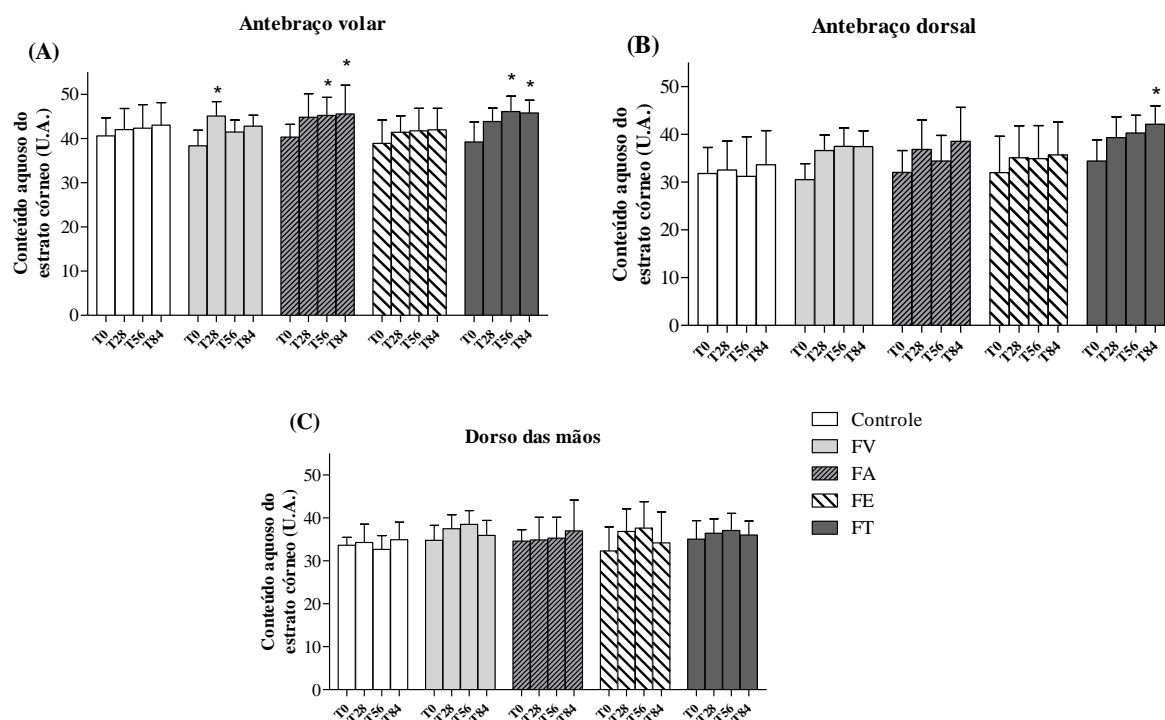 Antebraço volar
(A)
Conteúdo aquoso do
estrato córneo (U.A.)
50
40
30
20
10
0
* * * * *
T0 T28 T56 T84 T0 T28 T56 T84 T0 T28 T56 T84 T0 T28 T56 T84 T0 T28 T56 T84
Antebraço dorsal
(B)
Conteúdo aquoso do
estrato córneo (U.A.)
50
40
30
20
10
0
*
T0 T28 T56 T84 T0 T28 T56 T84 T0 T28 T56 T84 T0 T28 T56 T84 T0 T28 T56 T84
(C)
Dorso das mãos
Conteúdo aquoso do
estrato córneo (U.A.)
50
40
30
20
10
0
T0 T28 T56 T84 T0 T28 T56 T84 T0 T28 T56 T84 T0 T28 T56 T84 T0 T28 T56 T84
Controle
FV
FA
FE
FT